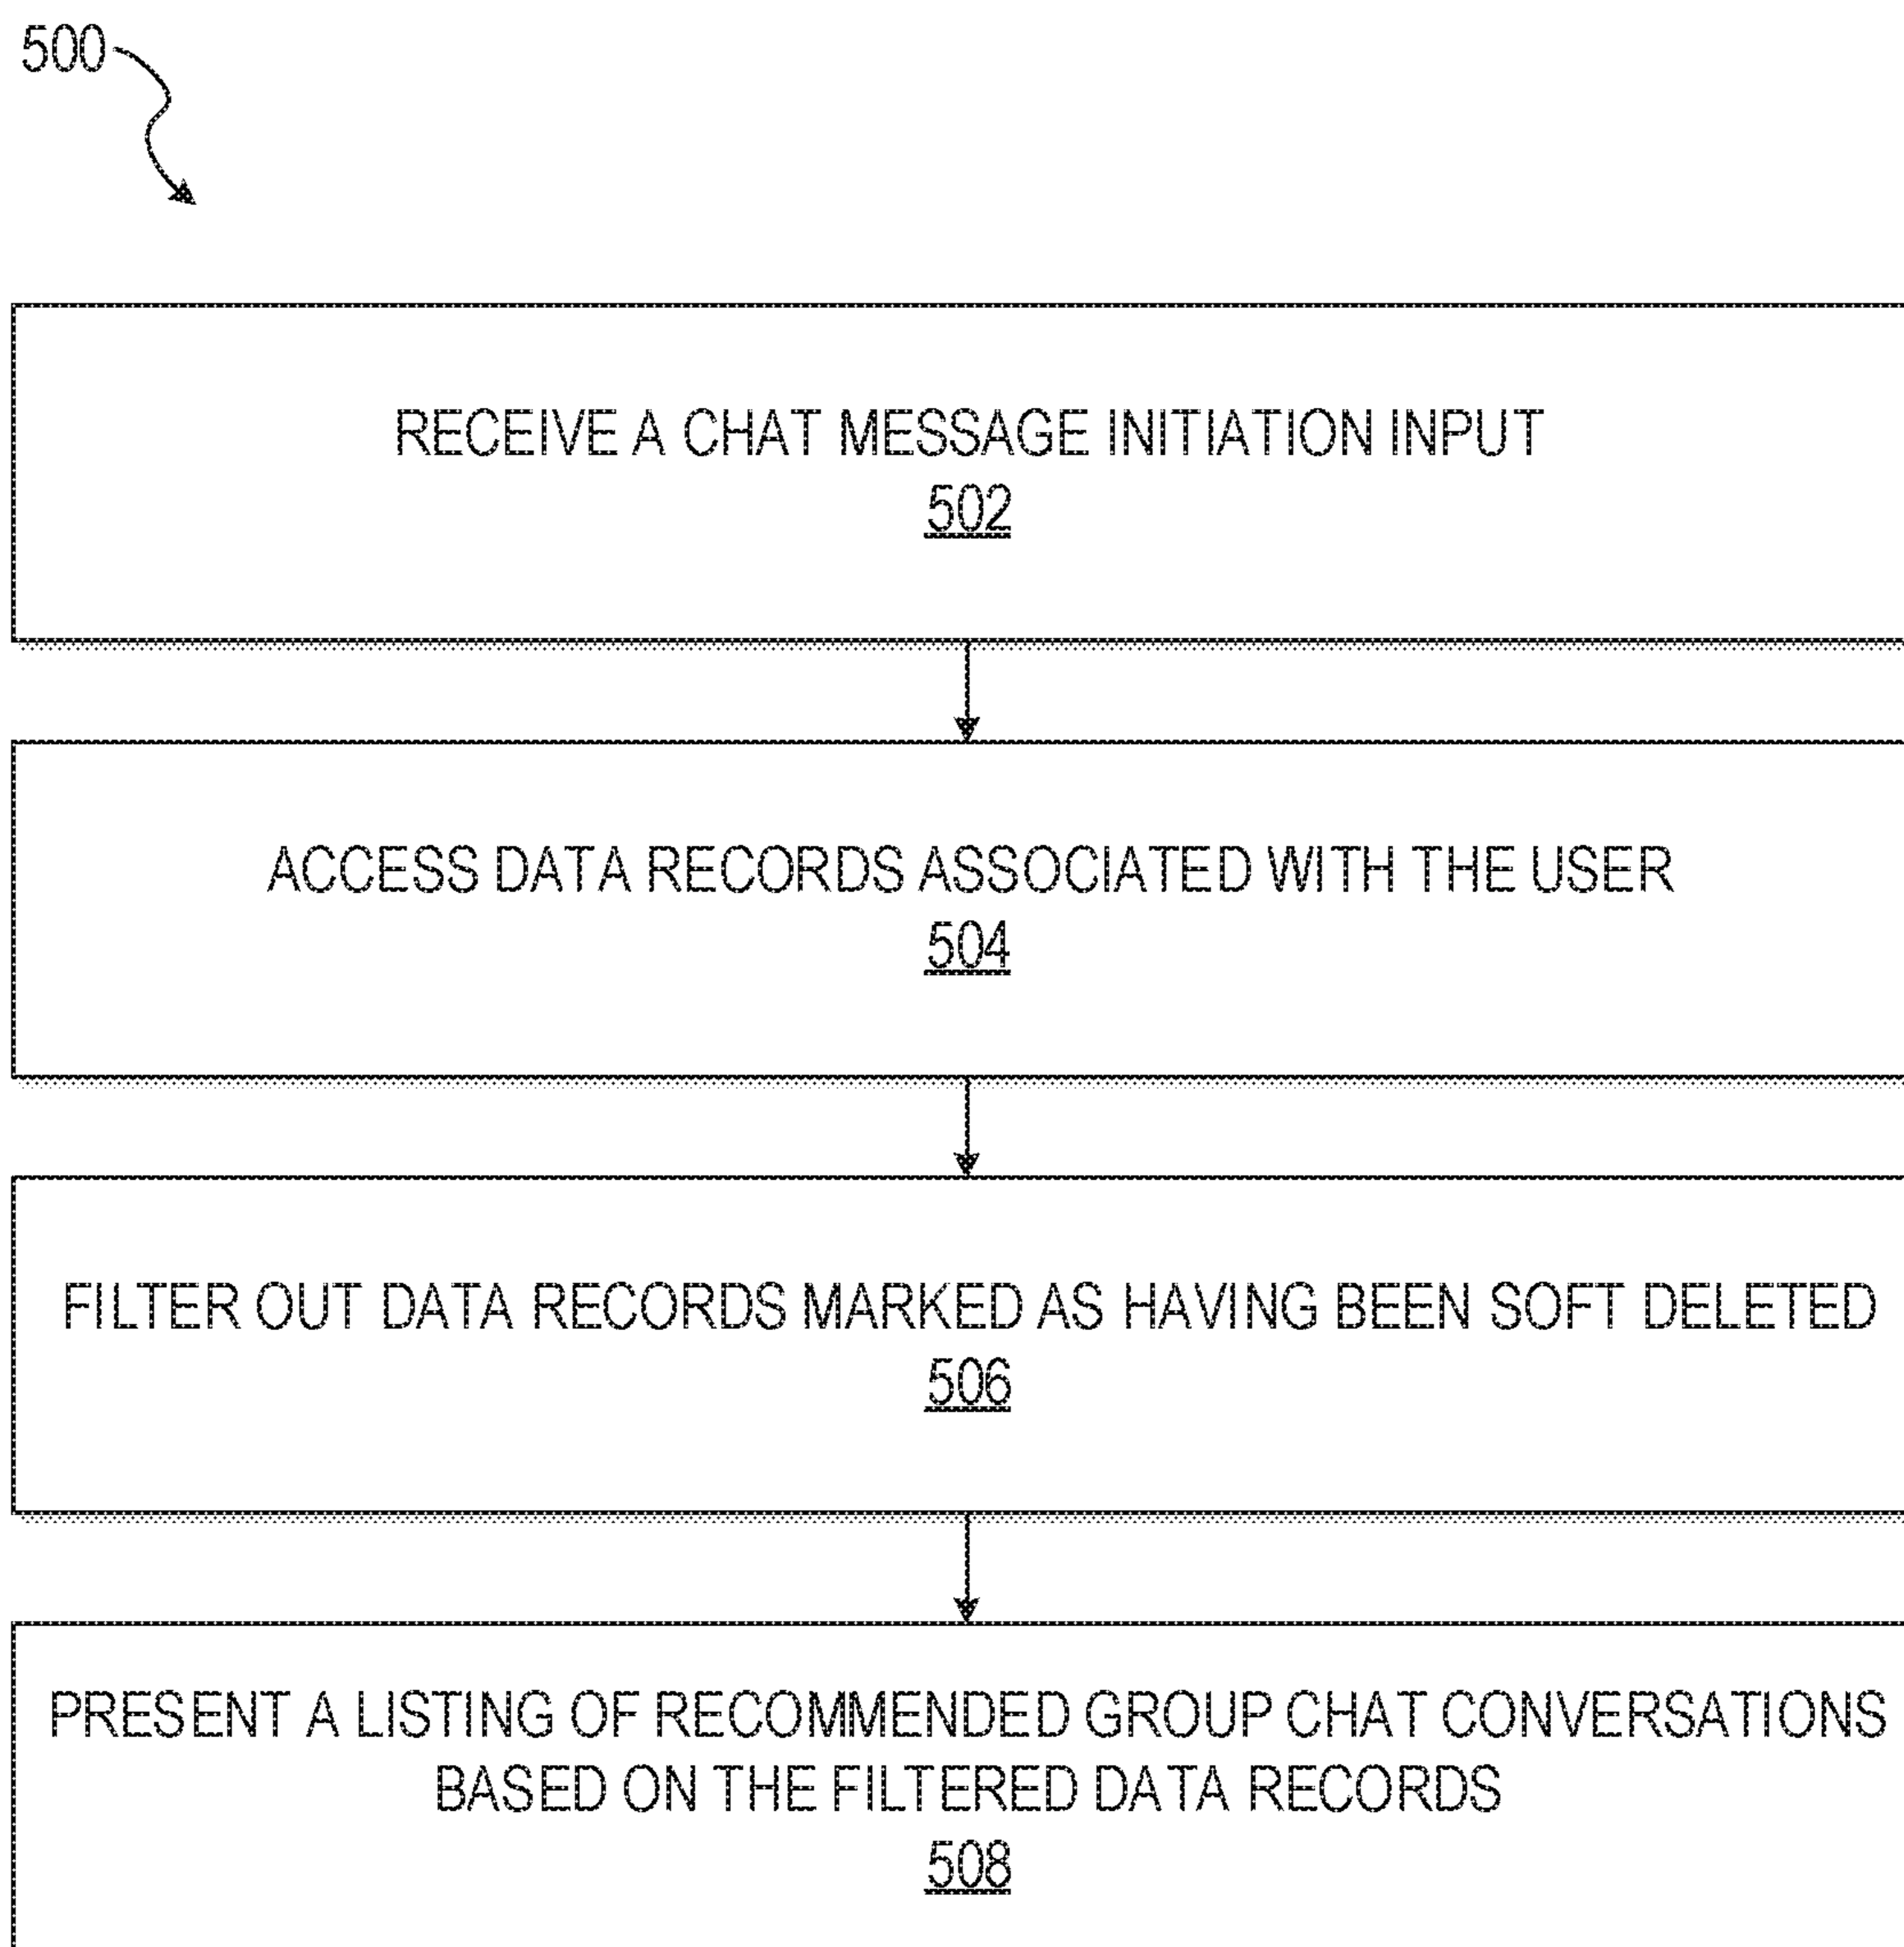 500
RECEIVE A CHAT MESSAGE INITIATION INPUT
502
ACCESS DATA RECORDS ASSOCIATED WITH THE USER
504
FILTER OUT DATA RECORDS MARKED AS HAVING BEEN SOFT DELETED
506
PRESENT A LISTING OF RECOMMENDED GROUP CHAT CONVERSATIONS
BASED ON THE FILTERED DATA RECORDS
508